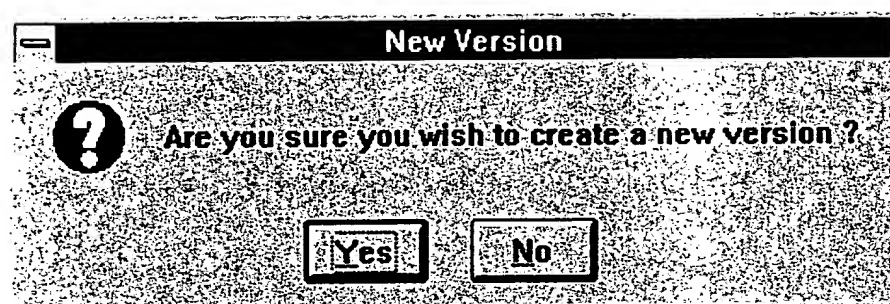 New Version
Are you sure you wish to create a new version ?
Yes
No